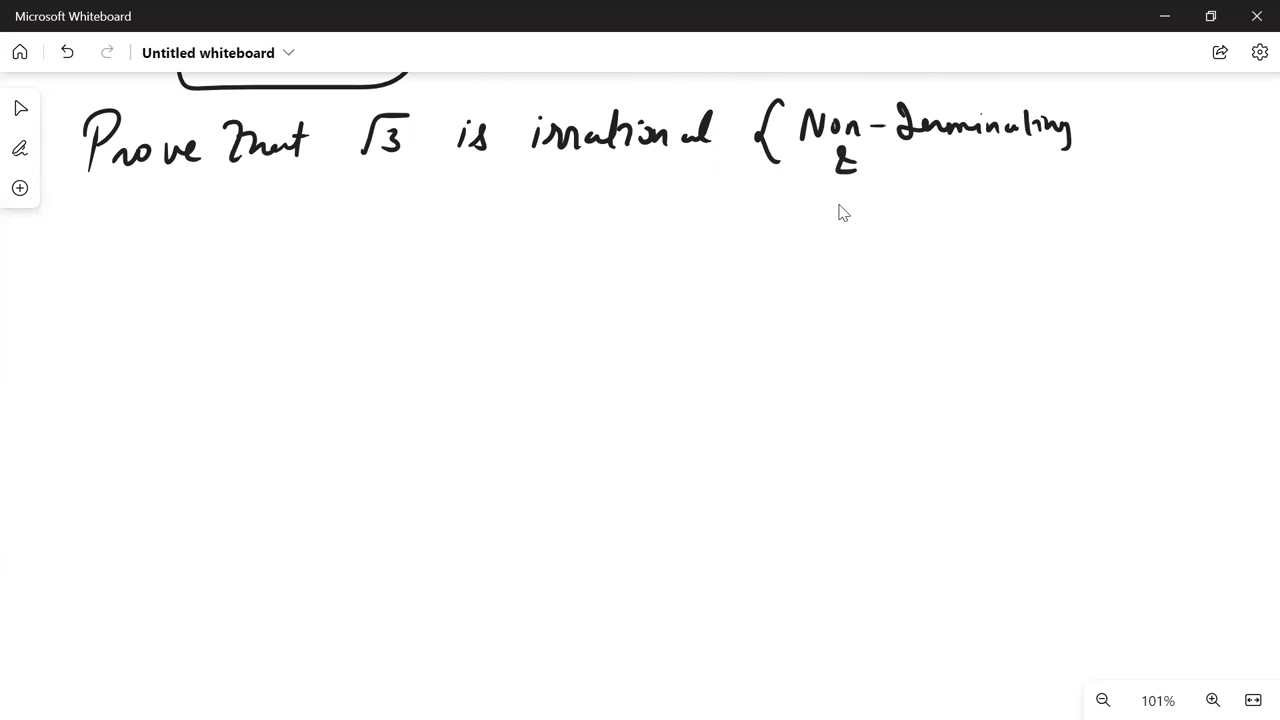 Microsoft Whiteboard
Untitled whiteboard
Prove that √3 is irrational { Non-terminating
&
101%